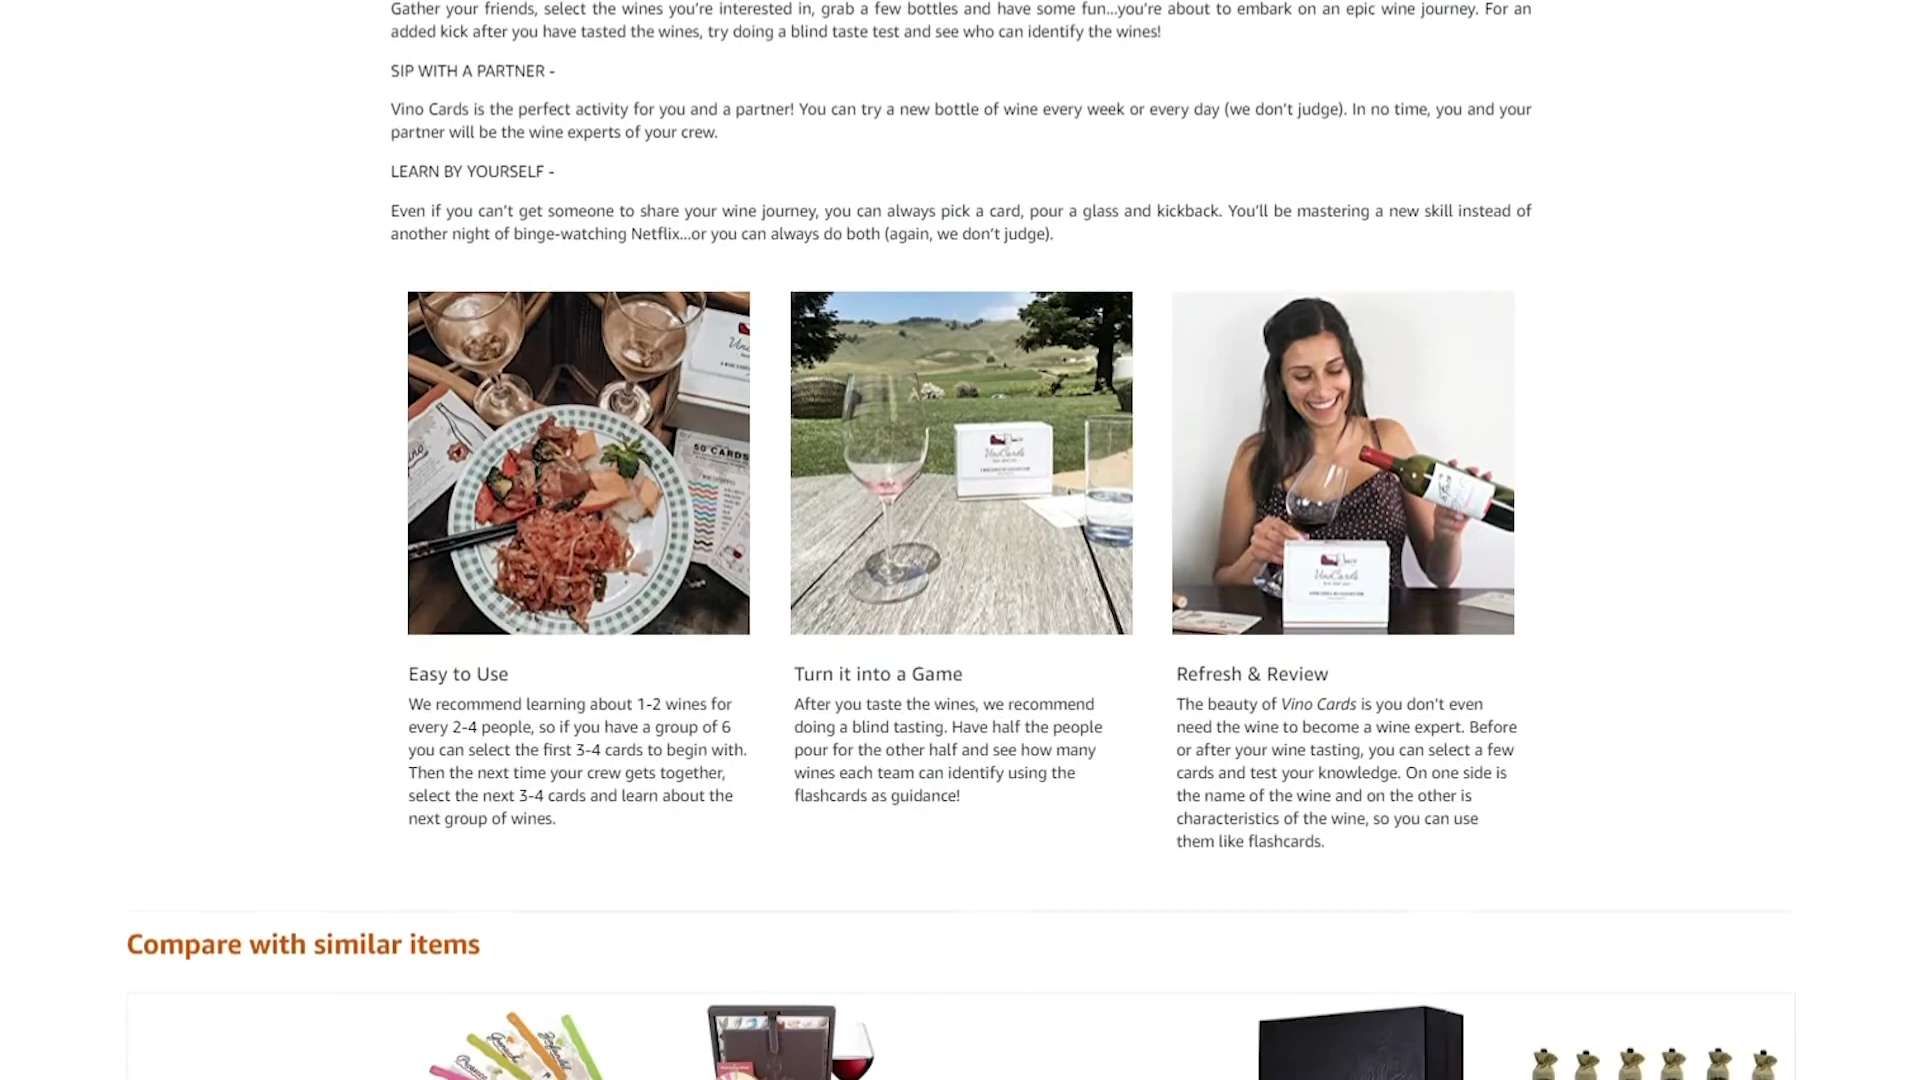 Gather your friends, select the wines you’re interested in, grab a few bottles and have some fun...you’re about to embark on an epic wine journey. For an
added kick after you have tasted the wines, try doing a blind taste test and see who can identify the wines!
SIP WITH A PARTNER -
Vino Cards is the perfect activity for you and a partner! You can try a new bottle of wine every week or every day (we don’t judge). In no time, you and your
partner will be the wine experts of your crew.
LEARN BY YOURSELF -
Even if you can’t get someone to share your wine journey, you can always pick a card, pour a glass and kickback. You’ll be mastering a new skill instead of
another night of binge-watching Netflix...or you can always do both (again, we don’t judge).
50 CARDS
VinoCards
VinoCards
Easy to Use
We recommend learning about 1-2 wines for
every 2-4 people, so if you have a group of 6
you can select the first 3-4 cards to begin with.
Then the next time your crew gets together,
select the next 3-4 cards and learn about the
next group of wines.
Turn it into a Game
After you taste the wines, we recommend
doing a blind tasting. Have half the people
pour for the other half and see how many
wines each team can identify using the
flashcards as guidance!
Refresh & Review
The beauty of Vino Cards is you don’t even
need the wine to become a wine expert. Before
or after your wine tasting, you can select a few
cards and test your knowledge. On one side is
the name of the wine and on the other is
characteristics of the wine, so you can use
them like flashcards.
Compare with similar items
Prosecco
Grenache
Zinfandel